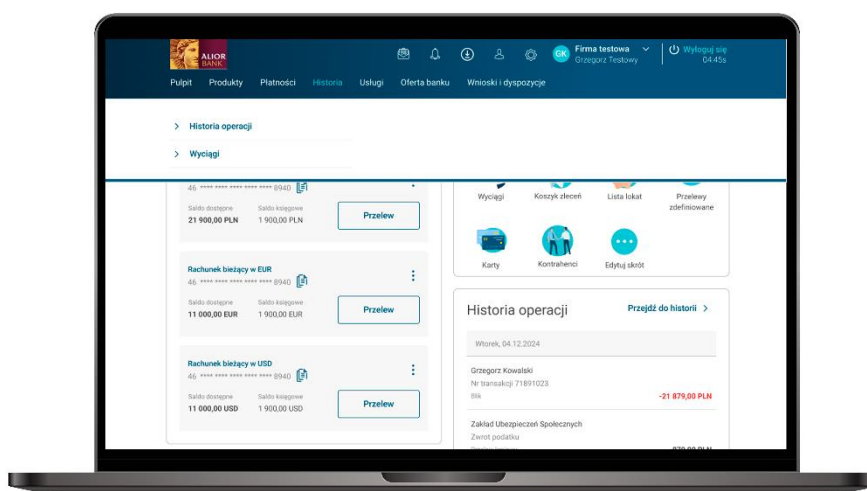 ALIOR
BANK
GK
Firma testowa
Grzegorz Testowy
Wyloguj się
04:45s
Pulpit Produkty Płatności Historia Usługi Oferta banku Wnioski i dyspozycje
Historia operacji
Wyciągi
46 **** **** **** **** **** 8940
Saldo dostępne Saldo księgowe
21 900,00 PLN 1 900,00 PLN
Przelew
Rachunek bieżący w EUR
46 **** **** **** **** **** 8940
Saldo dostępne Saldo księgowe
11 000,00 EUR 1 900,00 EUR
Przelew
Rachunek bieżący w USD
46 **** **** **** **** **** 8940
Saldo dostępne Saldo księgowe
11 000,00 USD 1 900,00 USD
Przelew
Wyciągi Koszyk zleceń Lista lokat Przelewy
zdefiniowane
Karty Kontrahenci Edytuj skrót
Historia operacji Przejdź do historii
Wtorek, 04.12.2024
Grzegorz Kowalski
Nr transakcji 71891023
Blik -21 879,00 PLN
Zakład Ubezpieczeń Społecznych
Zwrot podatku